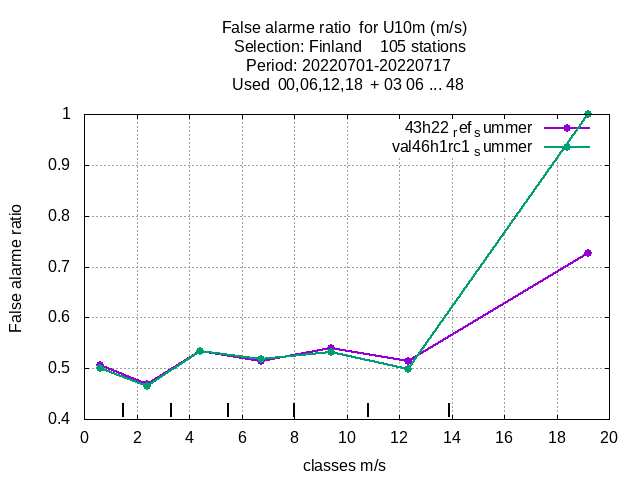 False alarme ratio  for U10m (m/s)
Selection: Finland    105 stations
Period: 20220701-20220717
Used  00,06,12,18  + 03 06 ... 48
43h22 refsummer
val46h1rc1 summer
1
0.9
0.8
0.7
0.6
0.5
0.4
False alarme ratio
0 2 4 6 8 10 12 14 16 18 20
classes m/s